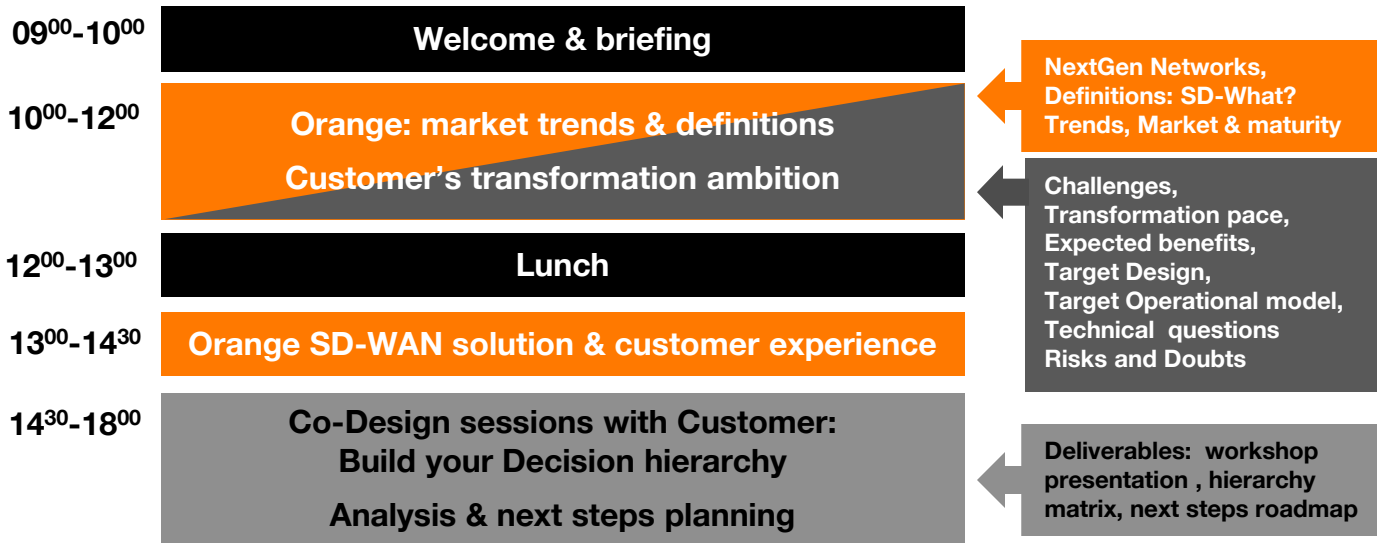 09⁰⁰-10⁰⁰
Welcome & briefing
10⁰⁰-12⁰⁰
Orange: market trends & definitions
Customer’s transformation ambition
NextGen Networks,
Definitions: SD-What?
Trends, Market & maturity
Challenges,
Transformation pace,
Expected benefits,
Target Design,
Target Operational model,
Technical  questions
Risks and Doubts
12⁰⁰-13⁰⁰
Lunch
13⁰⁰-14³⁰
Orange SD-WAN solution & customer experience
14³⁰-18⁰⁰
Co-Design sessions with Customer:
Build your Decision hierarchy
Analysis & next steps planning
Deliverables:  workshop
presentation , hierarchy
matrix, next steps roadmap